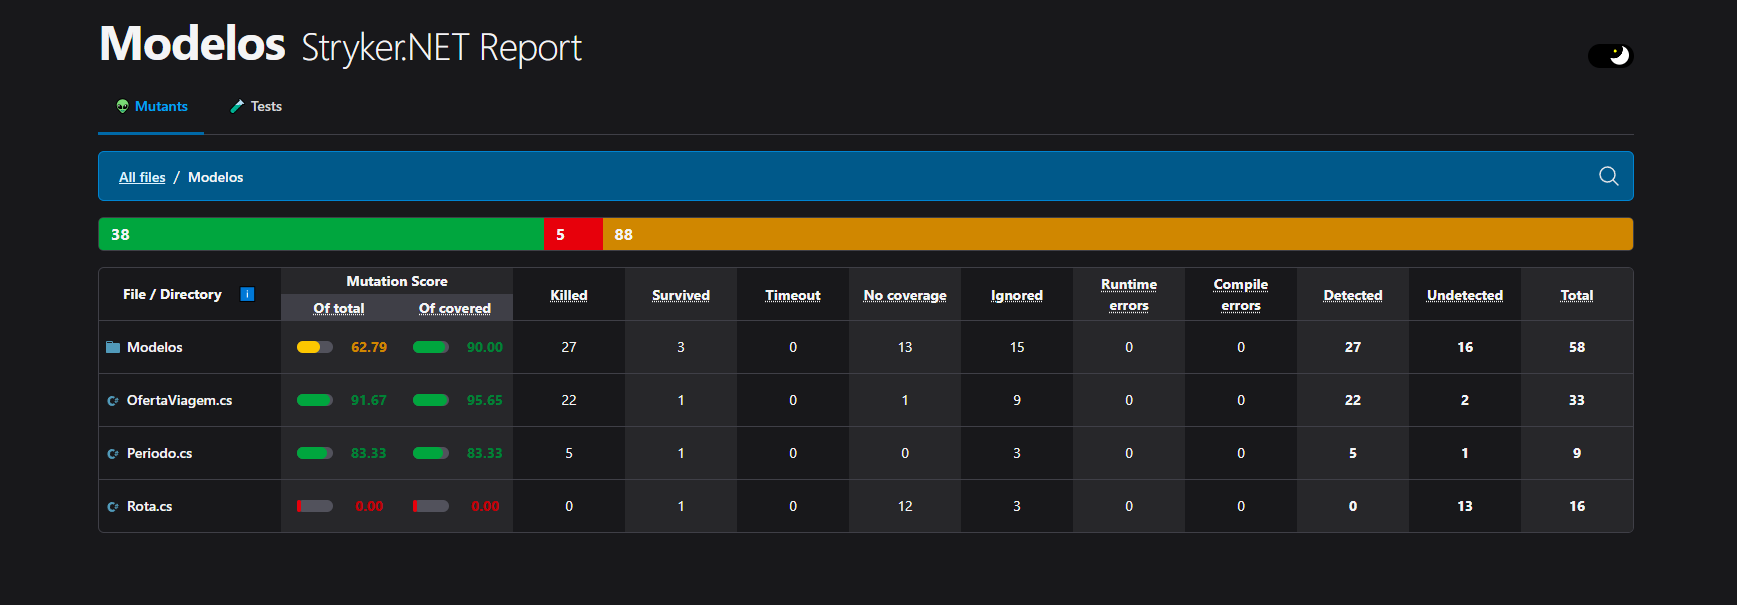 Modelos Stryker.NET Report
Mutants Tests
All files / Modelos
38 5 88
File / Directory i Mutation Score Of total Of covered Killed Survived Timeout No coverage Ignored Runtime errors Compile errors Detected Undetected Total
Modelos 62.79 90.00 27 3 0 13 15 0 0 27 16 58
OfertaViagem.cs 91.67 95.65 22 1 0 1 9 0 0 22 2 33
Periodo.cs 83.33 83.33 5 1 0 0 3 0 0 5 1 9
Rota.cs 0.00 0.00 0 1 0 12 3 0 0 0 13 16